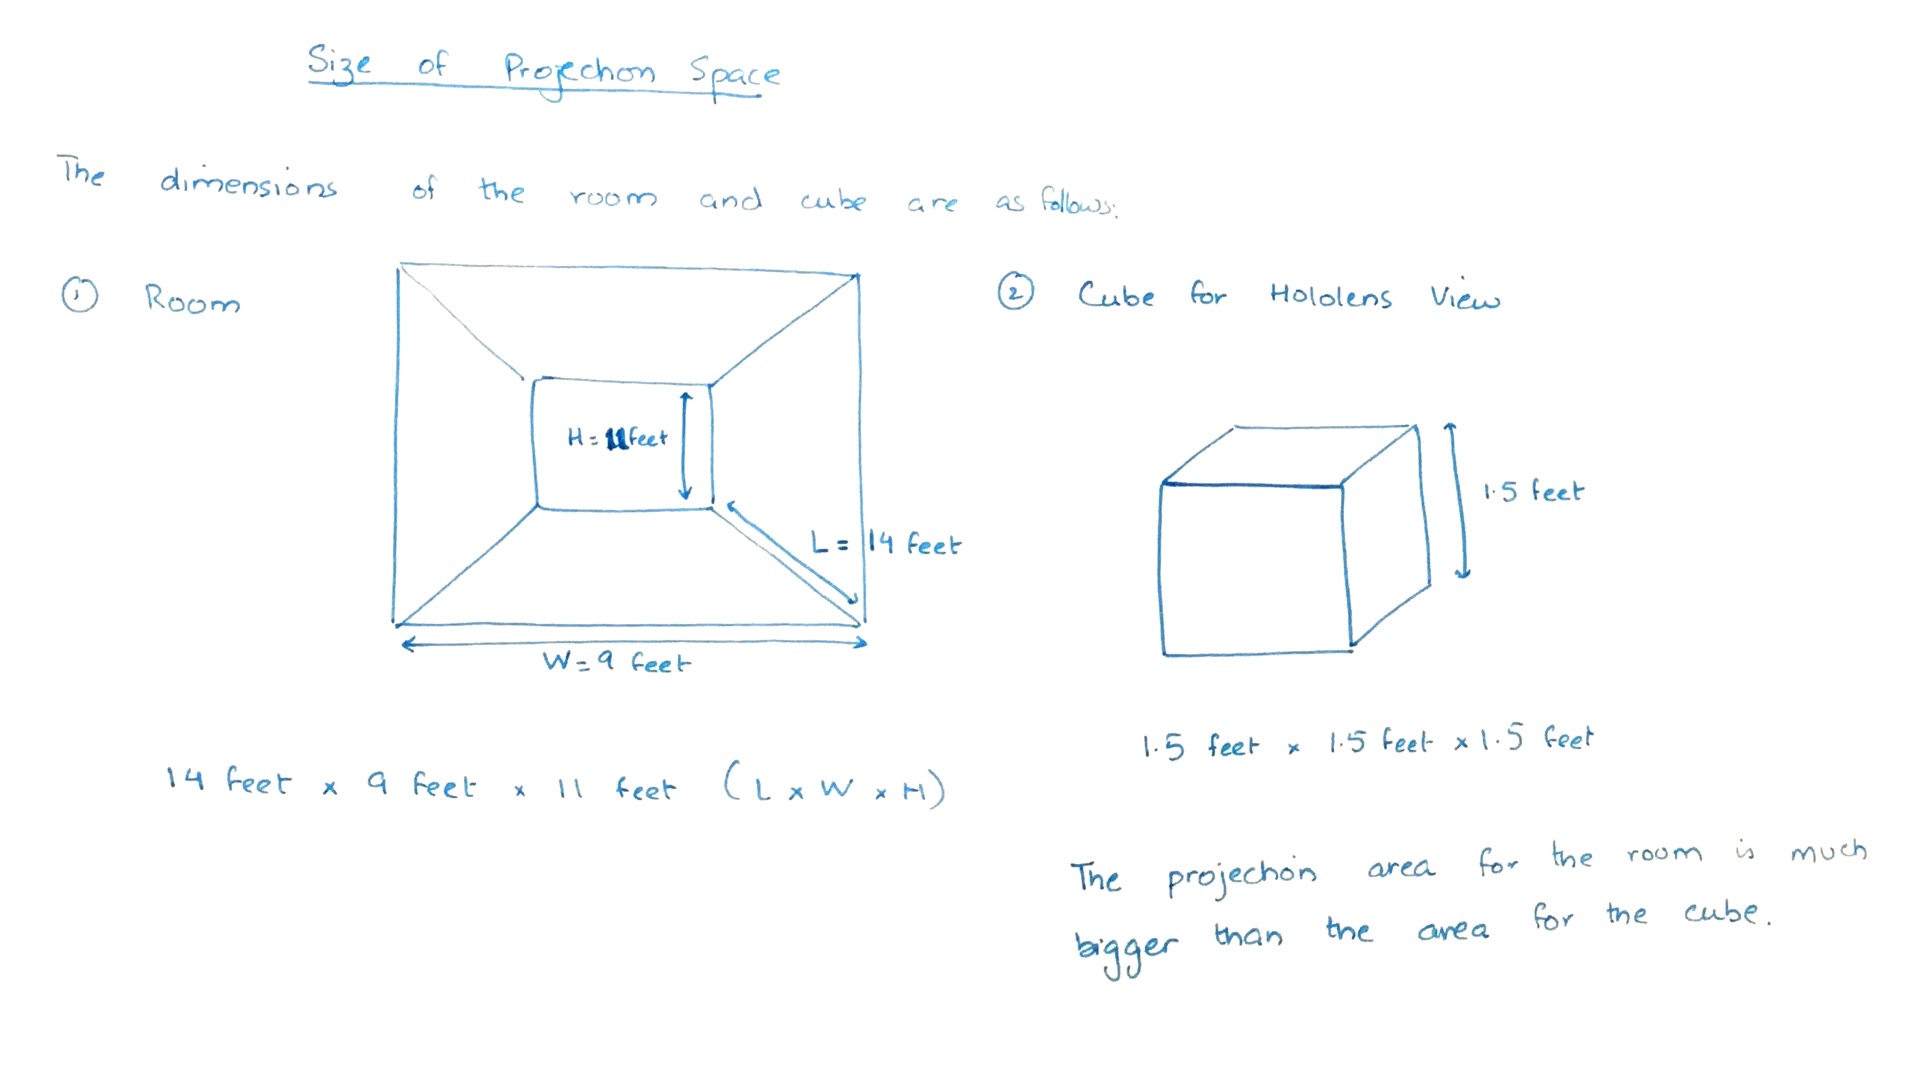 Size of Projection Space
The dimensions of the room and cube are as follows:
① Room
H = 11 feet
L = 14 feet
W = 9 feet
14 feet x 9 feet x 11 feet (L x W x H)
② Cube for Hololens View
1.5 feet
1.5 feet x 1.5 feet x 1.5 feet
The projection area for the room is much
bigger than the area for the cube.